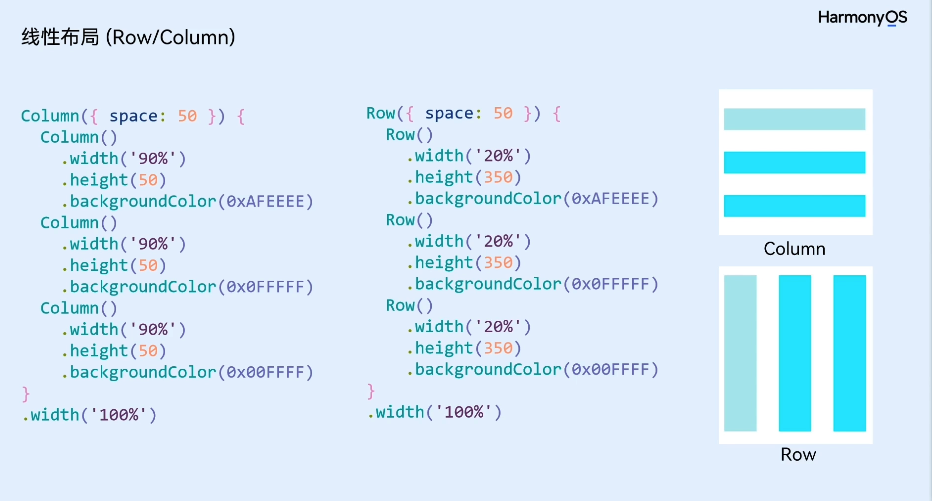 HarmonyOS
线性布局 (Row/Column)
Column({ space: 50 }) {
  Column()
    .width('90%')
    .height(50)
    .backgroundColor(0xAFEEEE)
  Column()
    .width('90%')
    .height(50)
    .backgroundColor(0x0FFFFF)
  Column()
    .width('90%')
    .height(50)
    .backgroundColor(0x00FFFF)
}
.width('100%')
Row({ space: 50 }) {
  Row()
    .width('20%')
    .height(350)
    .backgroundColor(0xAFEEEE)
  Row()
    .width('20%')
    .height(350)
    .backgroundColor(0x0FFFFF)
  Row()
    .width('20%')
    .height(350)
    .backgroundColor(0x00FFFF)
}
.width('100%')
Column
Row